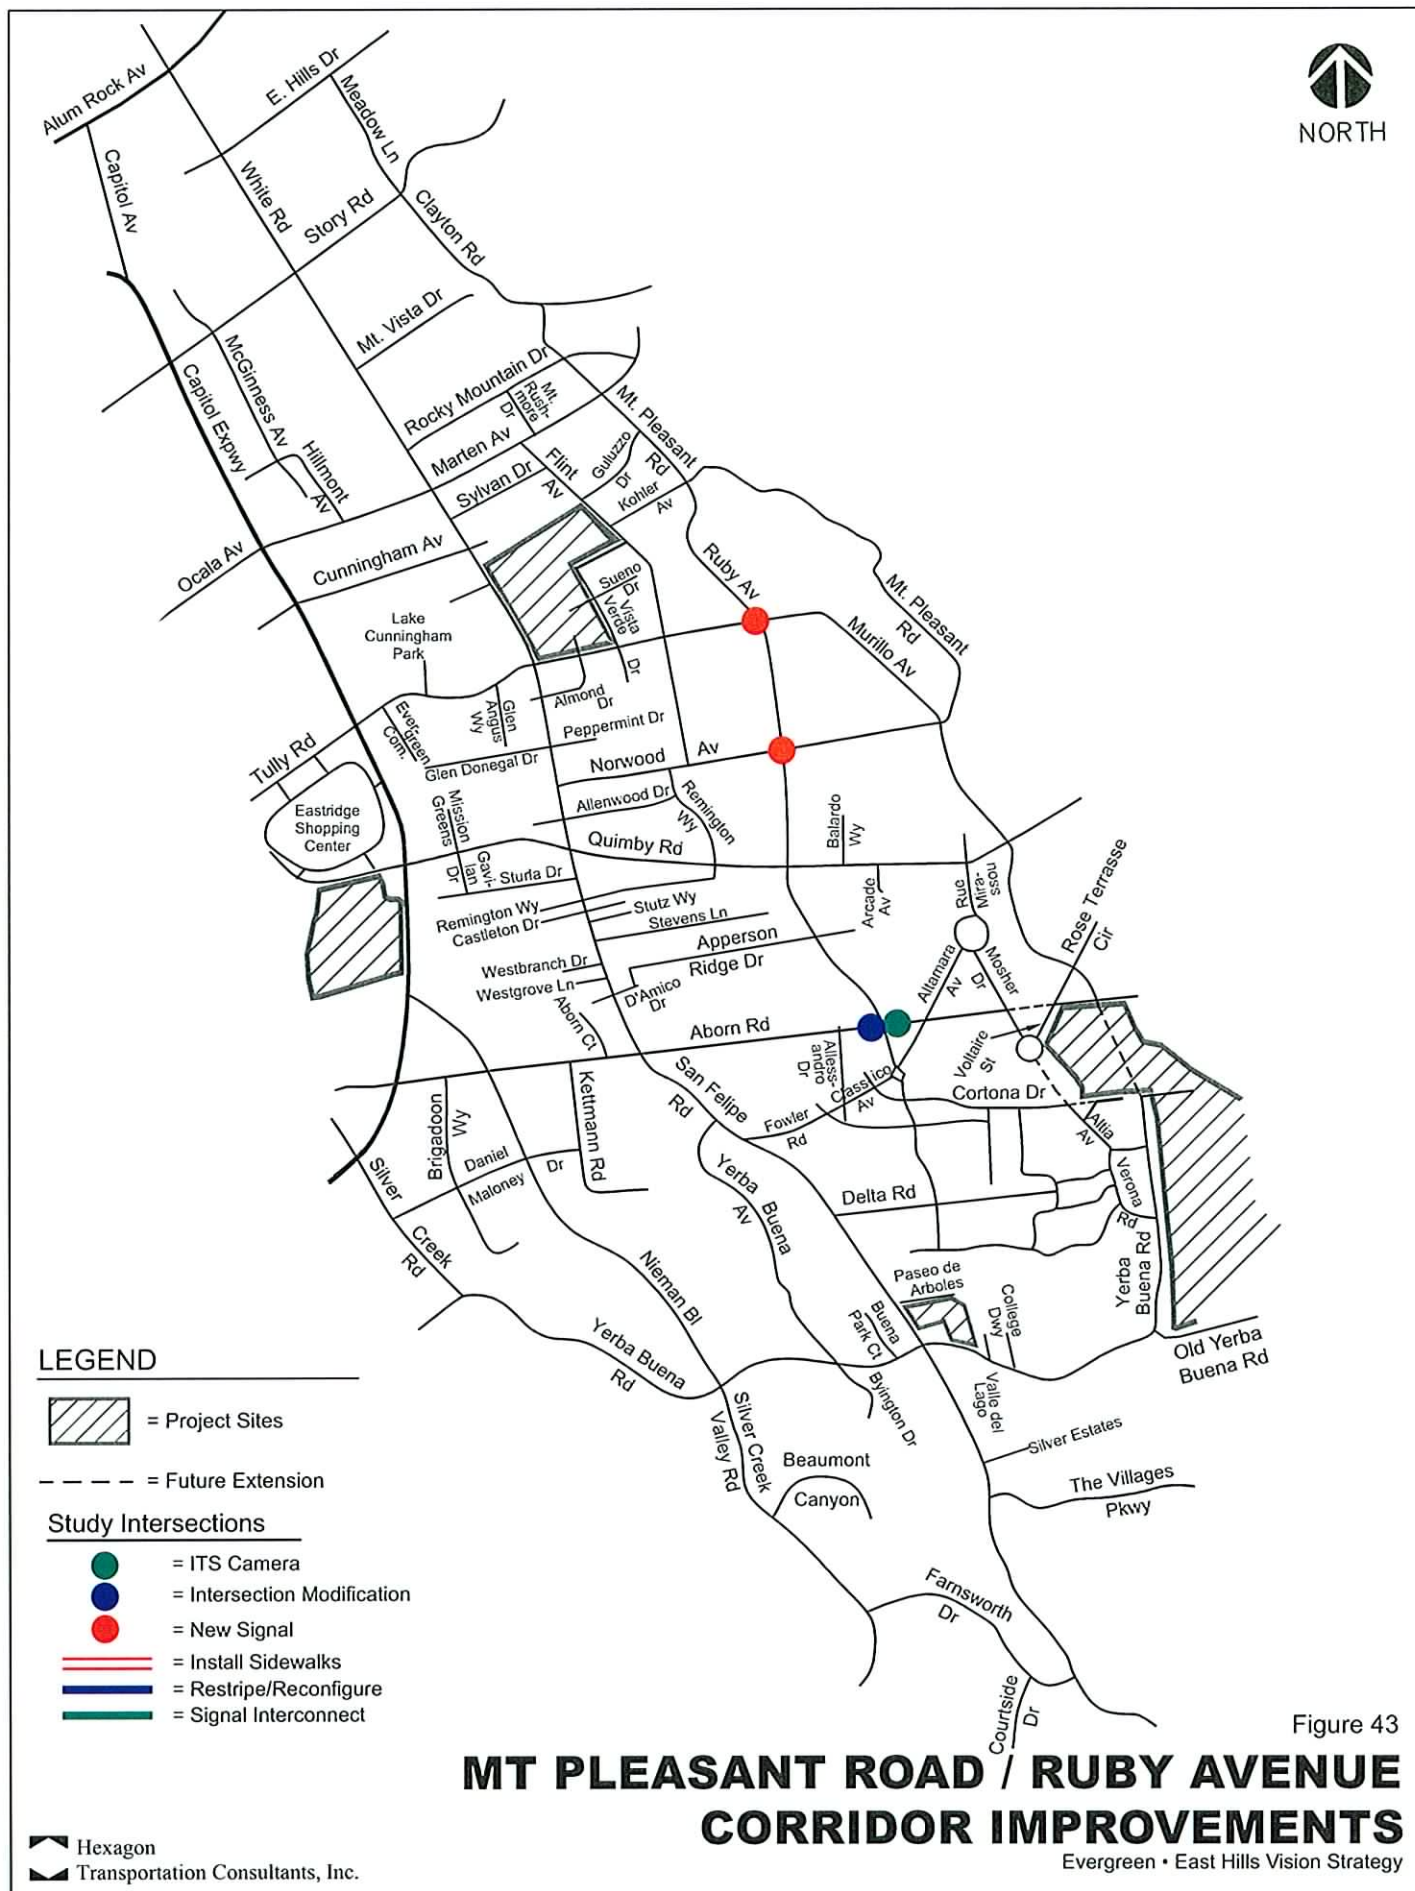 NORTH
Alum Rock Av
E. Hills Dr
Meadow Ln
Capitol Av
White Rd
Story Rd
Clayton Rd
Mt. Vista Dr
McGinness Av
Capitol Expwy
Hillmont
Av
Rocky Mountain Dr
Mt.
Rush-
more
Dr
Marten Av
Mt. Pleasant
Rd
Sylvan Dr
Flint
Av
Guluzzo
Dr
Kohler
Av
Ocala Av
Cunningham Av
Ruby Av
Mt. Pleasant
Rd
Murillo Av
Sueno
Dr
Vista
Verde
Dr
Lake
Cunningham
Park
Almond
Dr
Glen
Angus
Wy
Ever-
green
Com.
Peppermint Dr
Glen Donegal Dr
Norwood
Av
Tully Rd
Eastridge
Shopping
Center
Mission
Greens
Dr
Allenwood Dr
Remington
Wy
Quimby Rd
Balardo
Wy
Gavi-
lan
Sturla Dr
Arcade
Av
Rue
Mira-
noss
Remington Wy
Castleton Dr
Stutz Wy
Stevens Ln
Apperson
Ridge Dr
Westbranch Dr
Westgrove Ln
D'Amico
Dr
Altamara
Av
Mosher
Dr
Rose Terrasse
Cir
Aborn Ct
Aborn Rd
Voltaire
St
Alless-
andro
Dr
Classico
Av
Cortona Dr
San Felipe
Rd
Fowler
Rd
Altia
Av
Kettmann Rd
Brigadoon
Wy
Daniel
Maloney
Dr
Silver
Creek
Rd
Yerba
Buena
Av
Delta Rd
Verona
Rd
Yerba
Buena Rd
Nieman Bl
Paseo de
Arboles
College
Dwy
Buena
Park Ct
Old Yerba
Buena Rd
Yerba Buena
Rd
Byington Dr
Valle del
Lago
Silver Creek
Valley Rd
Silver Estates
Beaumont
Canyon
The Villages
Pkwy
Farnsworth
Dr
Courtside
Dr
LEGEND
= Project Sites
= Future Extension
Study Intersections
= ITS Camera
= Intersection Modification
= New Signal
= Install Sidewalks
= Restripe/Reconfigure
= Signal Interconnect
Figure 43
MT PLEASANT ROAD / RUBY AVENUE
CORRIDOR IMPROVEMENTS
Evergreen • East Hills Vision Strategy
Hexagon
Transportation Consultants, Inc.